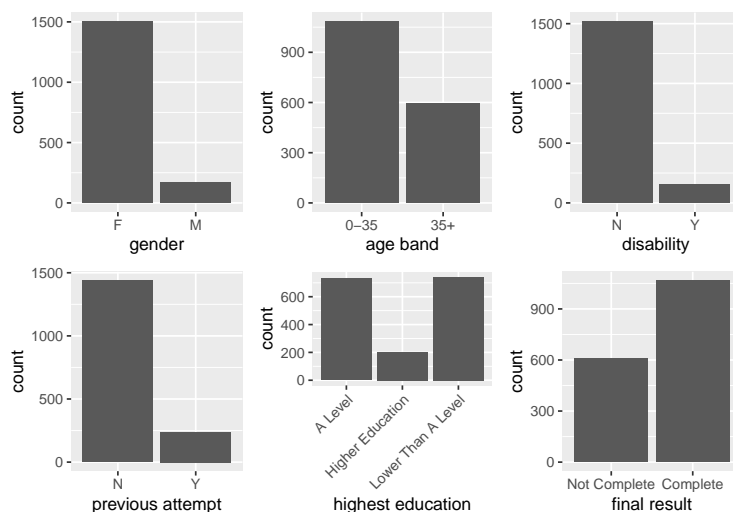 1500
1000
500
0
count
F
M
gender
900
600
300
0
count
0−35
35+
age band
1500
1000
500
0
count
N
Y
disability
1500
1000
500
0
count
N
Y
previous attempt
600
400
200
0
count
A Level
Higher Education
Lower Than A Level
highest education
900
600
300
0
count
Not Complete
Complete
final result